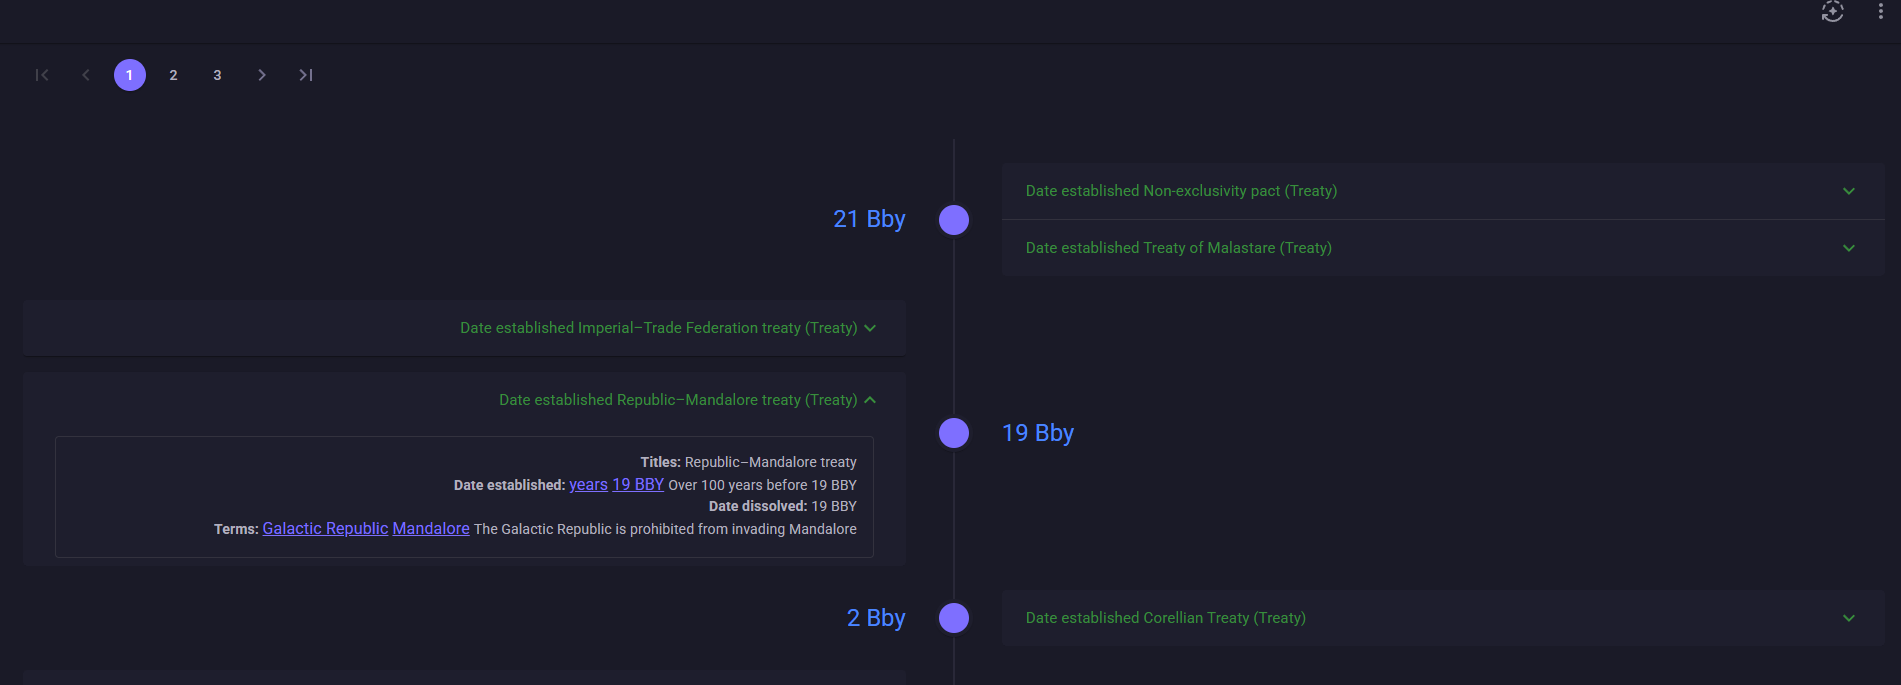 1 2 3
21 Bby
Date established Non-exclusivity pact (Treaty)
Date established Treaty of Malastare (Treaty)
Date established Imperial–Trade Federation treaty (Treaty)
Date established Republic–Mandalore treaty (Treaty)
19 Bby
Titles: Republic–Mandalore treaty
Date established: years 19 BBY Over 100 years before 19 BBY
Date dissolved: 19 BBY
Terms: Galactic Republic Mandalore The Galactic Republic is prohibited from invading Mandalore
2 Bby
Date established Corellian Treaty (Treaty)